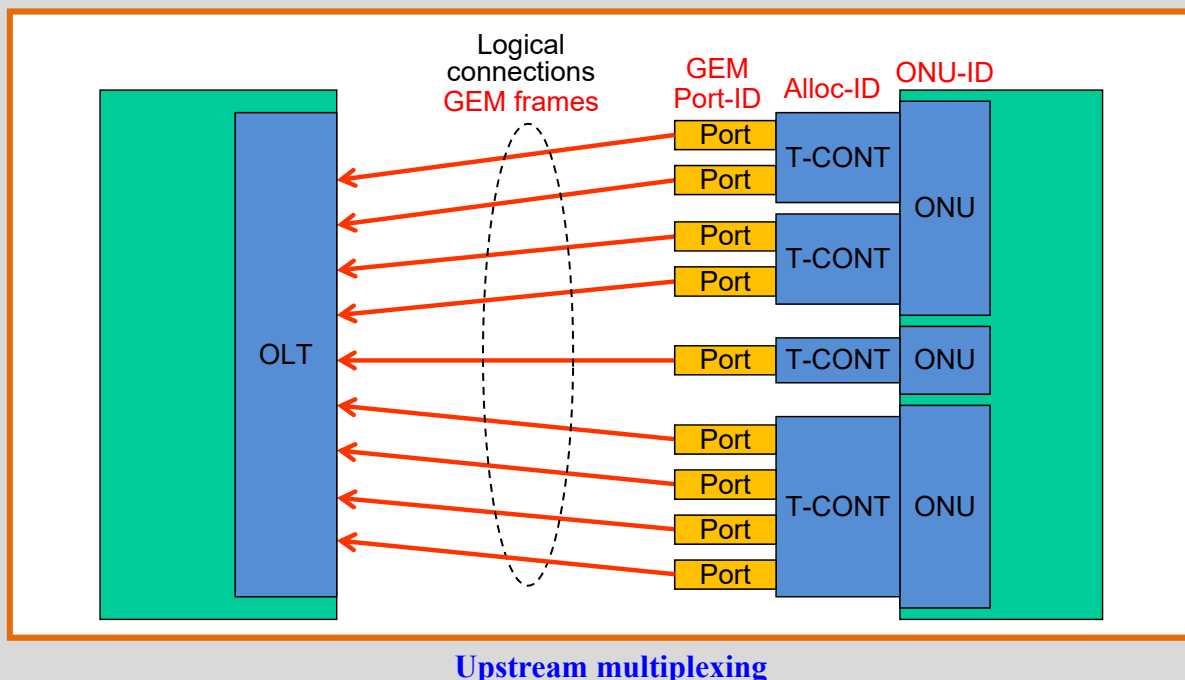 Logical
connections
GEM frames
GEM
Port-ID
Alloc-ID
ONU-ID
Port
Port
T-CONT
Port
Port
T-CONT
ONU
OLT
Port
T-CONT
ONU
Port
Port
Port
Port
T-CONT
ONU
Upstream multiplexing